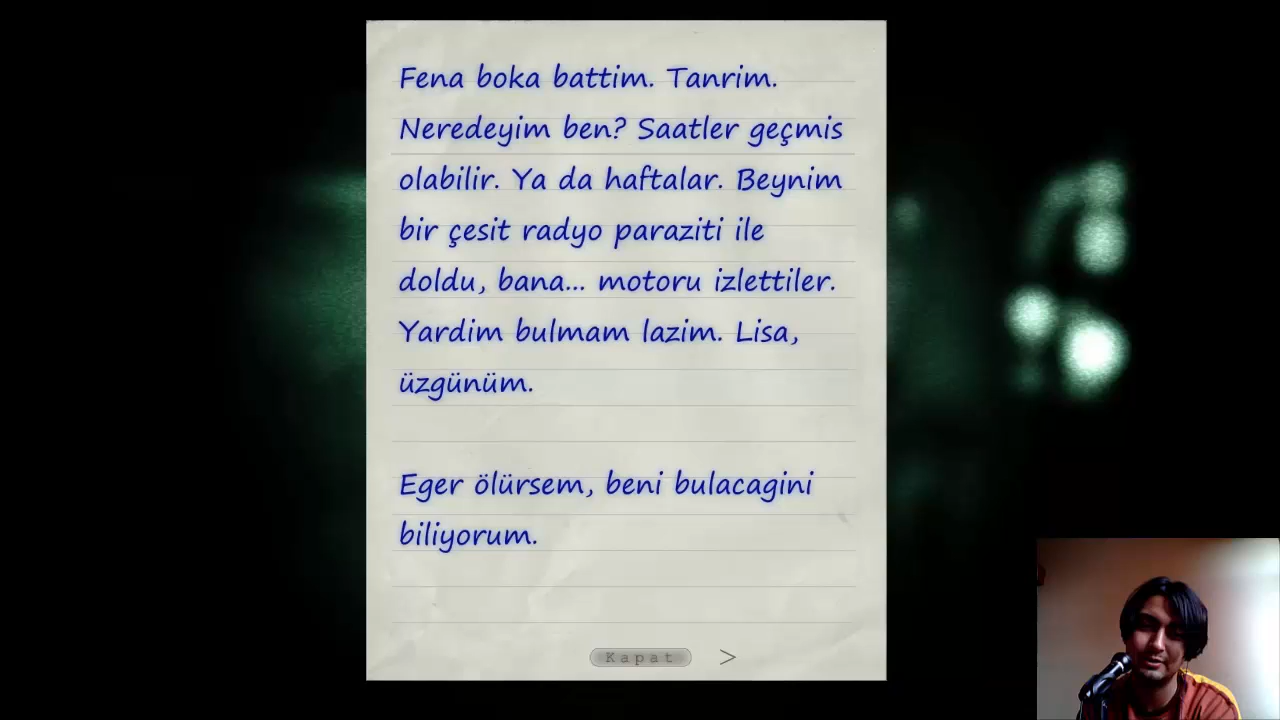 Fena boka battim. Tanrim.
Neredeyim ben? Saatler geçmis
olabilir. Ya da haftalar. Beynim
bir çesit radyo paraziti ile
doldu, bana... motoru izlettiler.
Yardim bulmam lazim. Lisa,
üzgünüm.
Eger ölürsem, beni bulacagini
biliyorum.
Kapat >